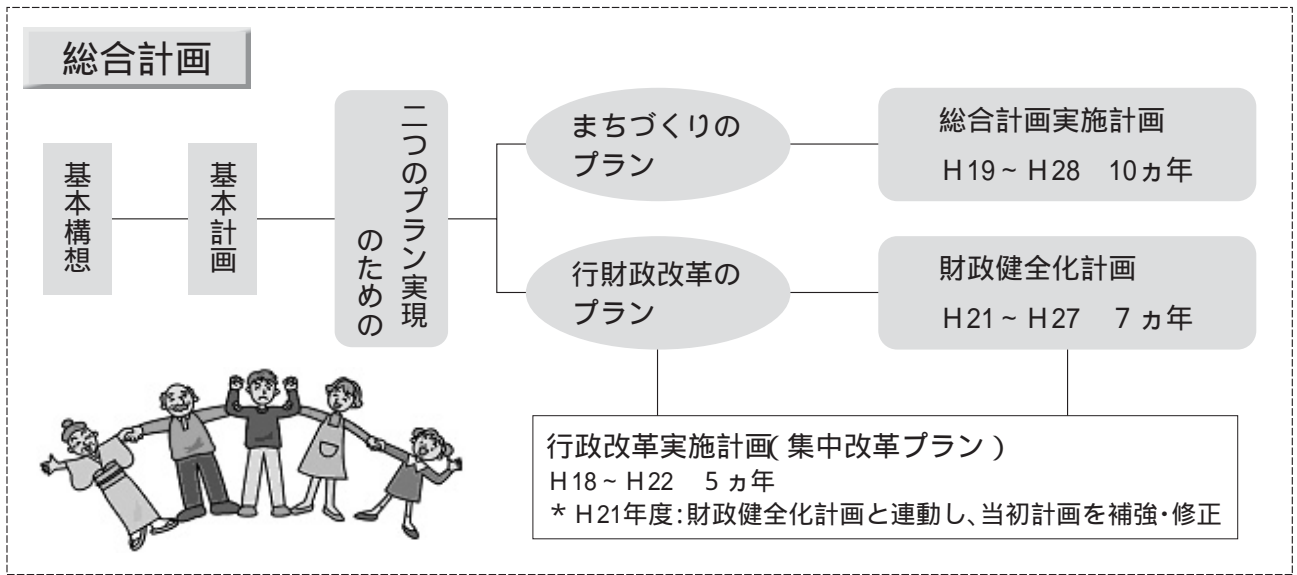 総合計画
基本構想
基本計画
二つのプラン実現
のための
まちづくりの
プラン
総合計画実施計画
H19～H28　10ヵ年
行財政改革の
プラン
財政健全化計画
H21～H27　7ヵ年
行政改革実施計画(集中改革プラン)
H18～H22　5ヵ年
＊H21年度：財政健全化計画と連動し、当初計画を補強・修正